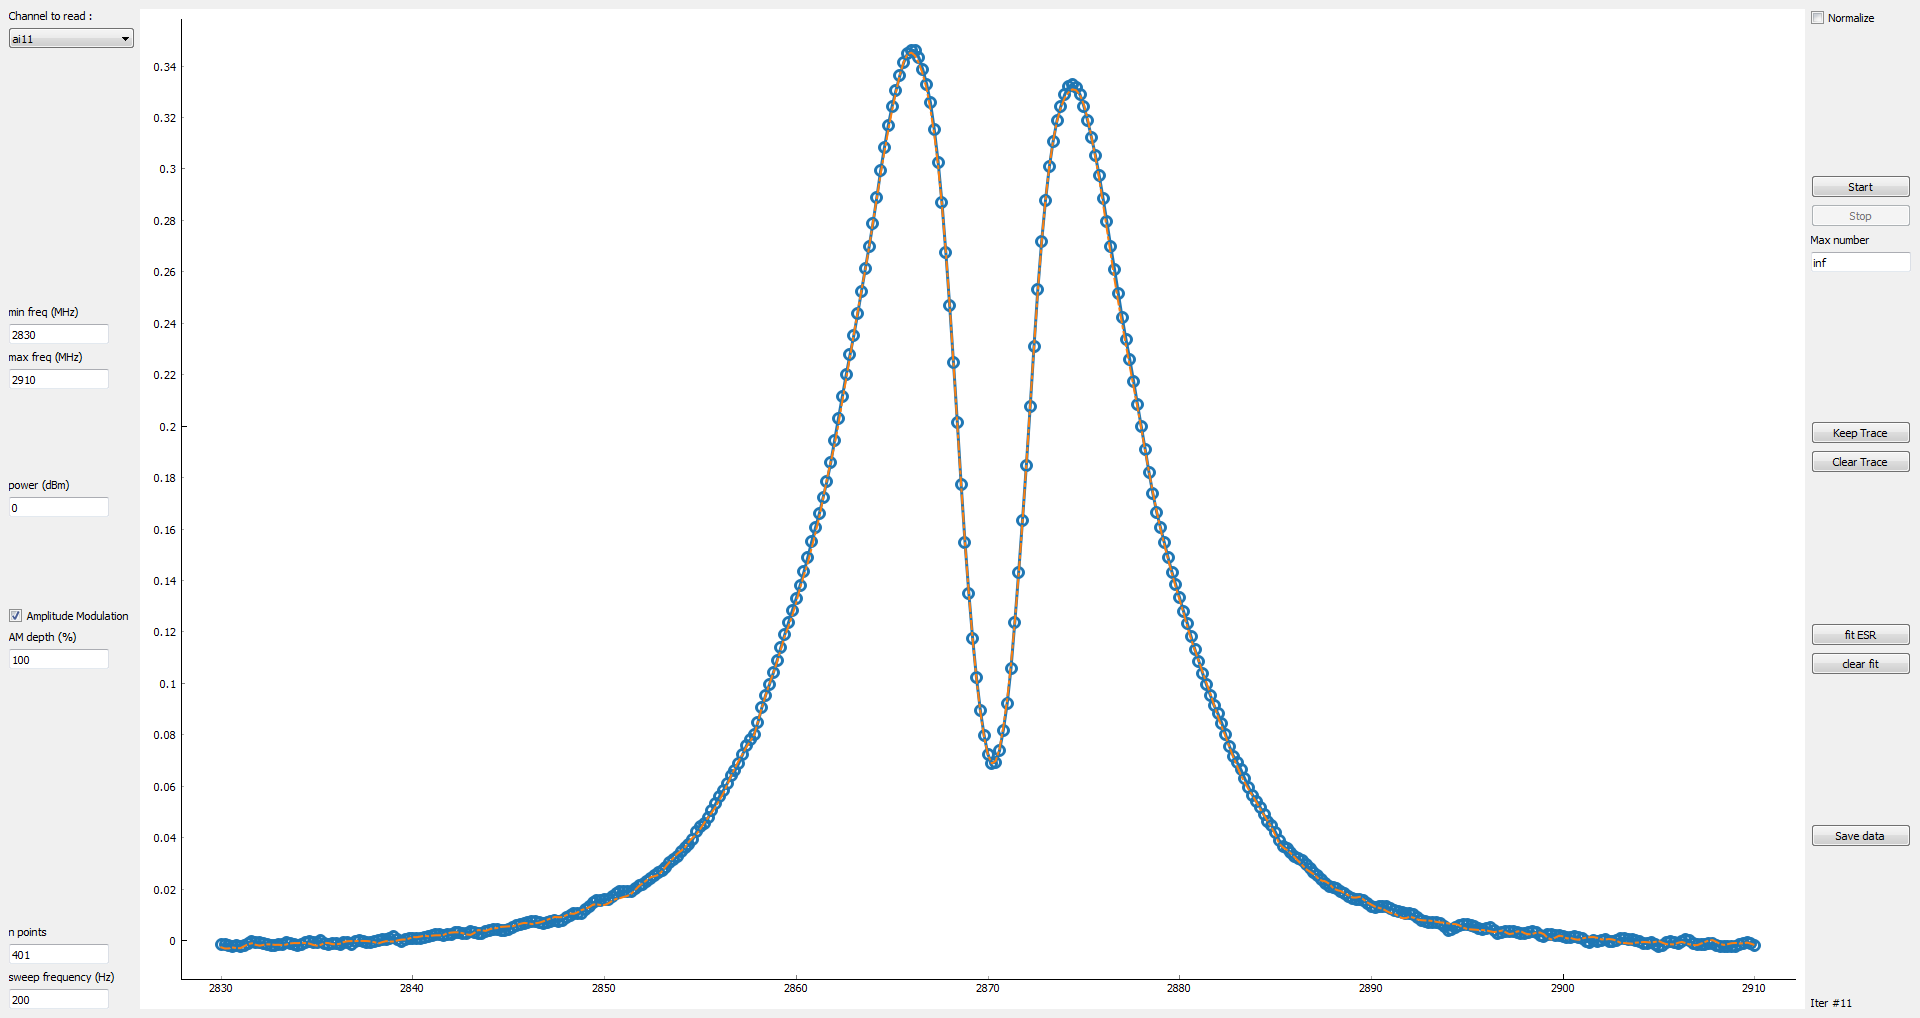 Channel to read :
ai11
min freq (MHz)
2830
max freq (MHz)
2910
power (dBm)
0
Amplitude Modulation
AM depth (%)
100
n points
401
sweep frequency (Hz)
200
0.34
0.32
0.3
0.28
0.26
0.24
0.22
0.2
0.18
0.16
0.14
0.12
0.1
0.08
0.06
0.04
0.02
0
2830 2840 2850 2860 2870 2880 2890 2900 2910
Normalize
Start
Stop
Max number
inf
Keep Trace
Clear Trace
fit ESR
clear fit
Save data
Iter #11